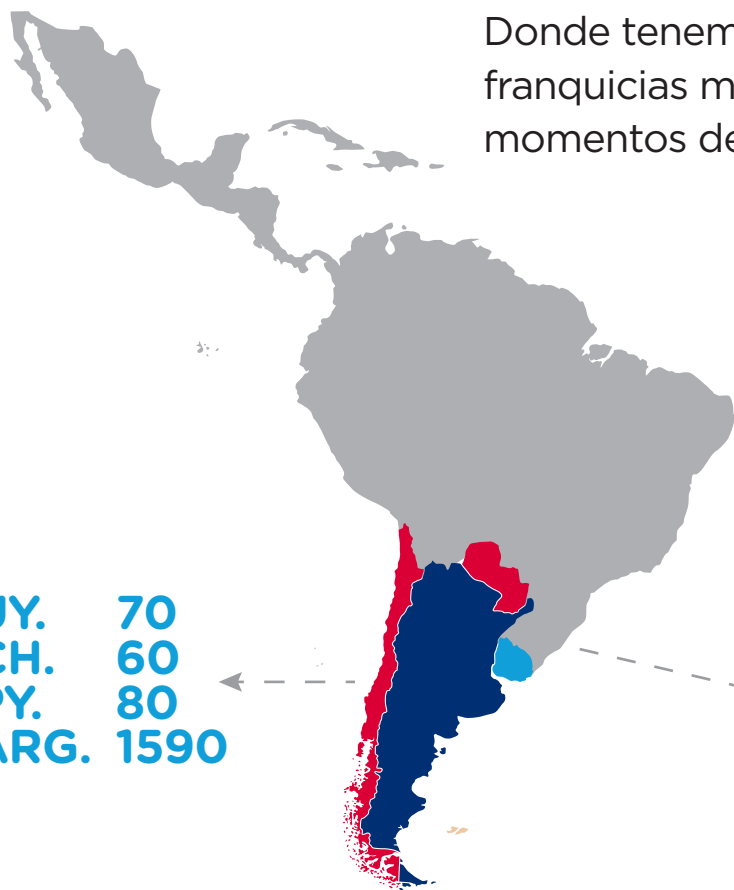 Donde tenem
franquicias m
momentos de
UY. 70
CH. 60
PY. 80
ARG. 1590